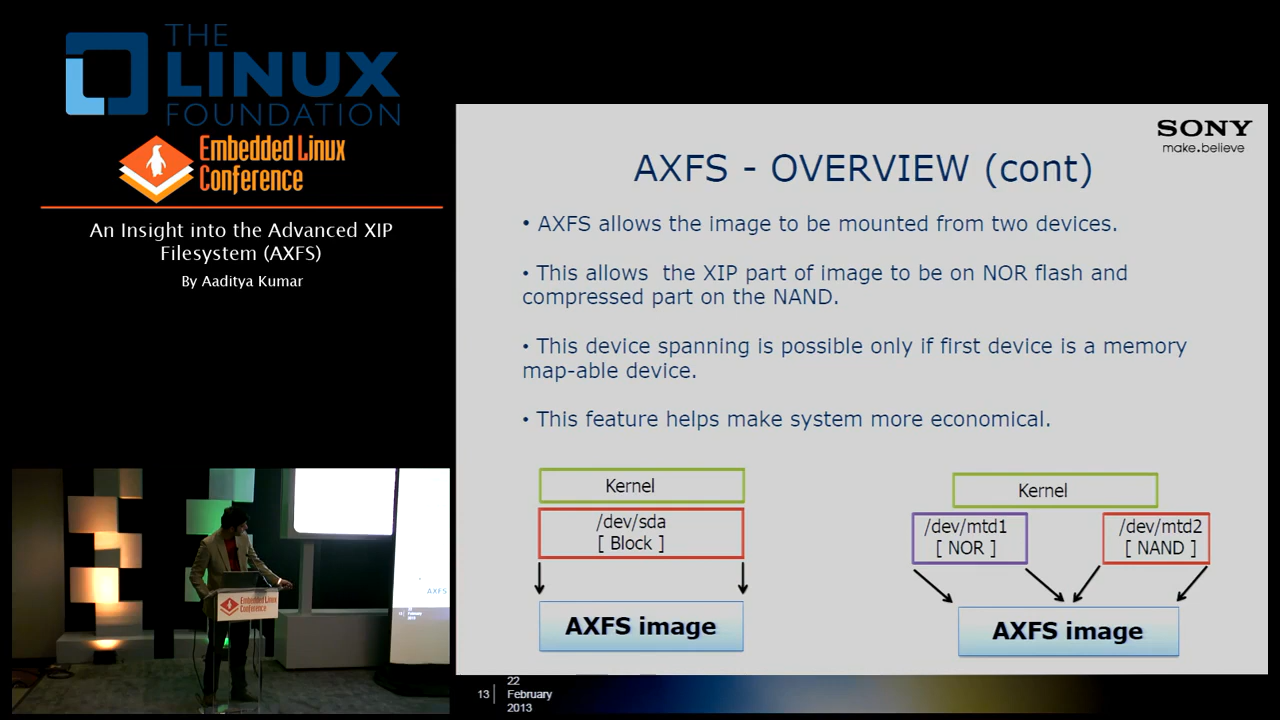 THE
LINUX
FOUNDATION
Embedded Linux
Conference
An Insight into the Advanced XIP
Filesystem (AXFS)
By Aaditya Kumar
SONY
make.believe
AXFS - OVERVIEW (cont)
• AXFS allows the image to be mounted from two devices.
• This allows  the XIP part of image to be on NOR flash and
compressed part on the NAND.
• This device spanning is possible only if first device is a memory
map-able device.
• This feature helps make system more economical.
Kernel
/dev/sda
[ Block ]
AXFS image
Kernel
/dev/mtd1
[ NOR ]
/dev/mtd2
[ NAND ]
AXFS image
13
22
February
2013
Embedded Linux
Conference
AXFS